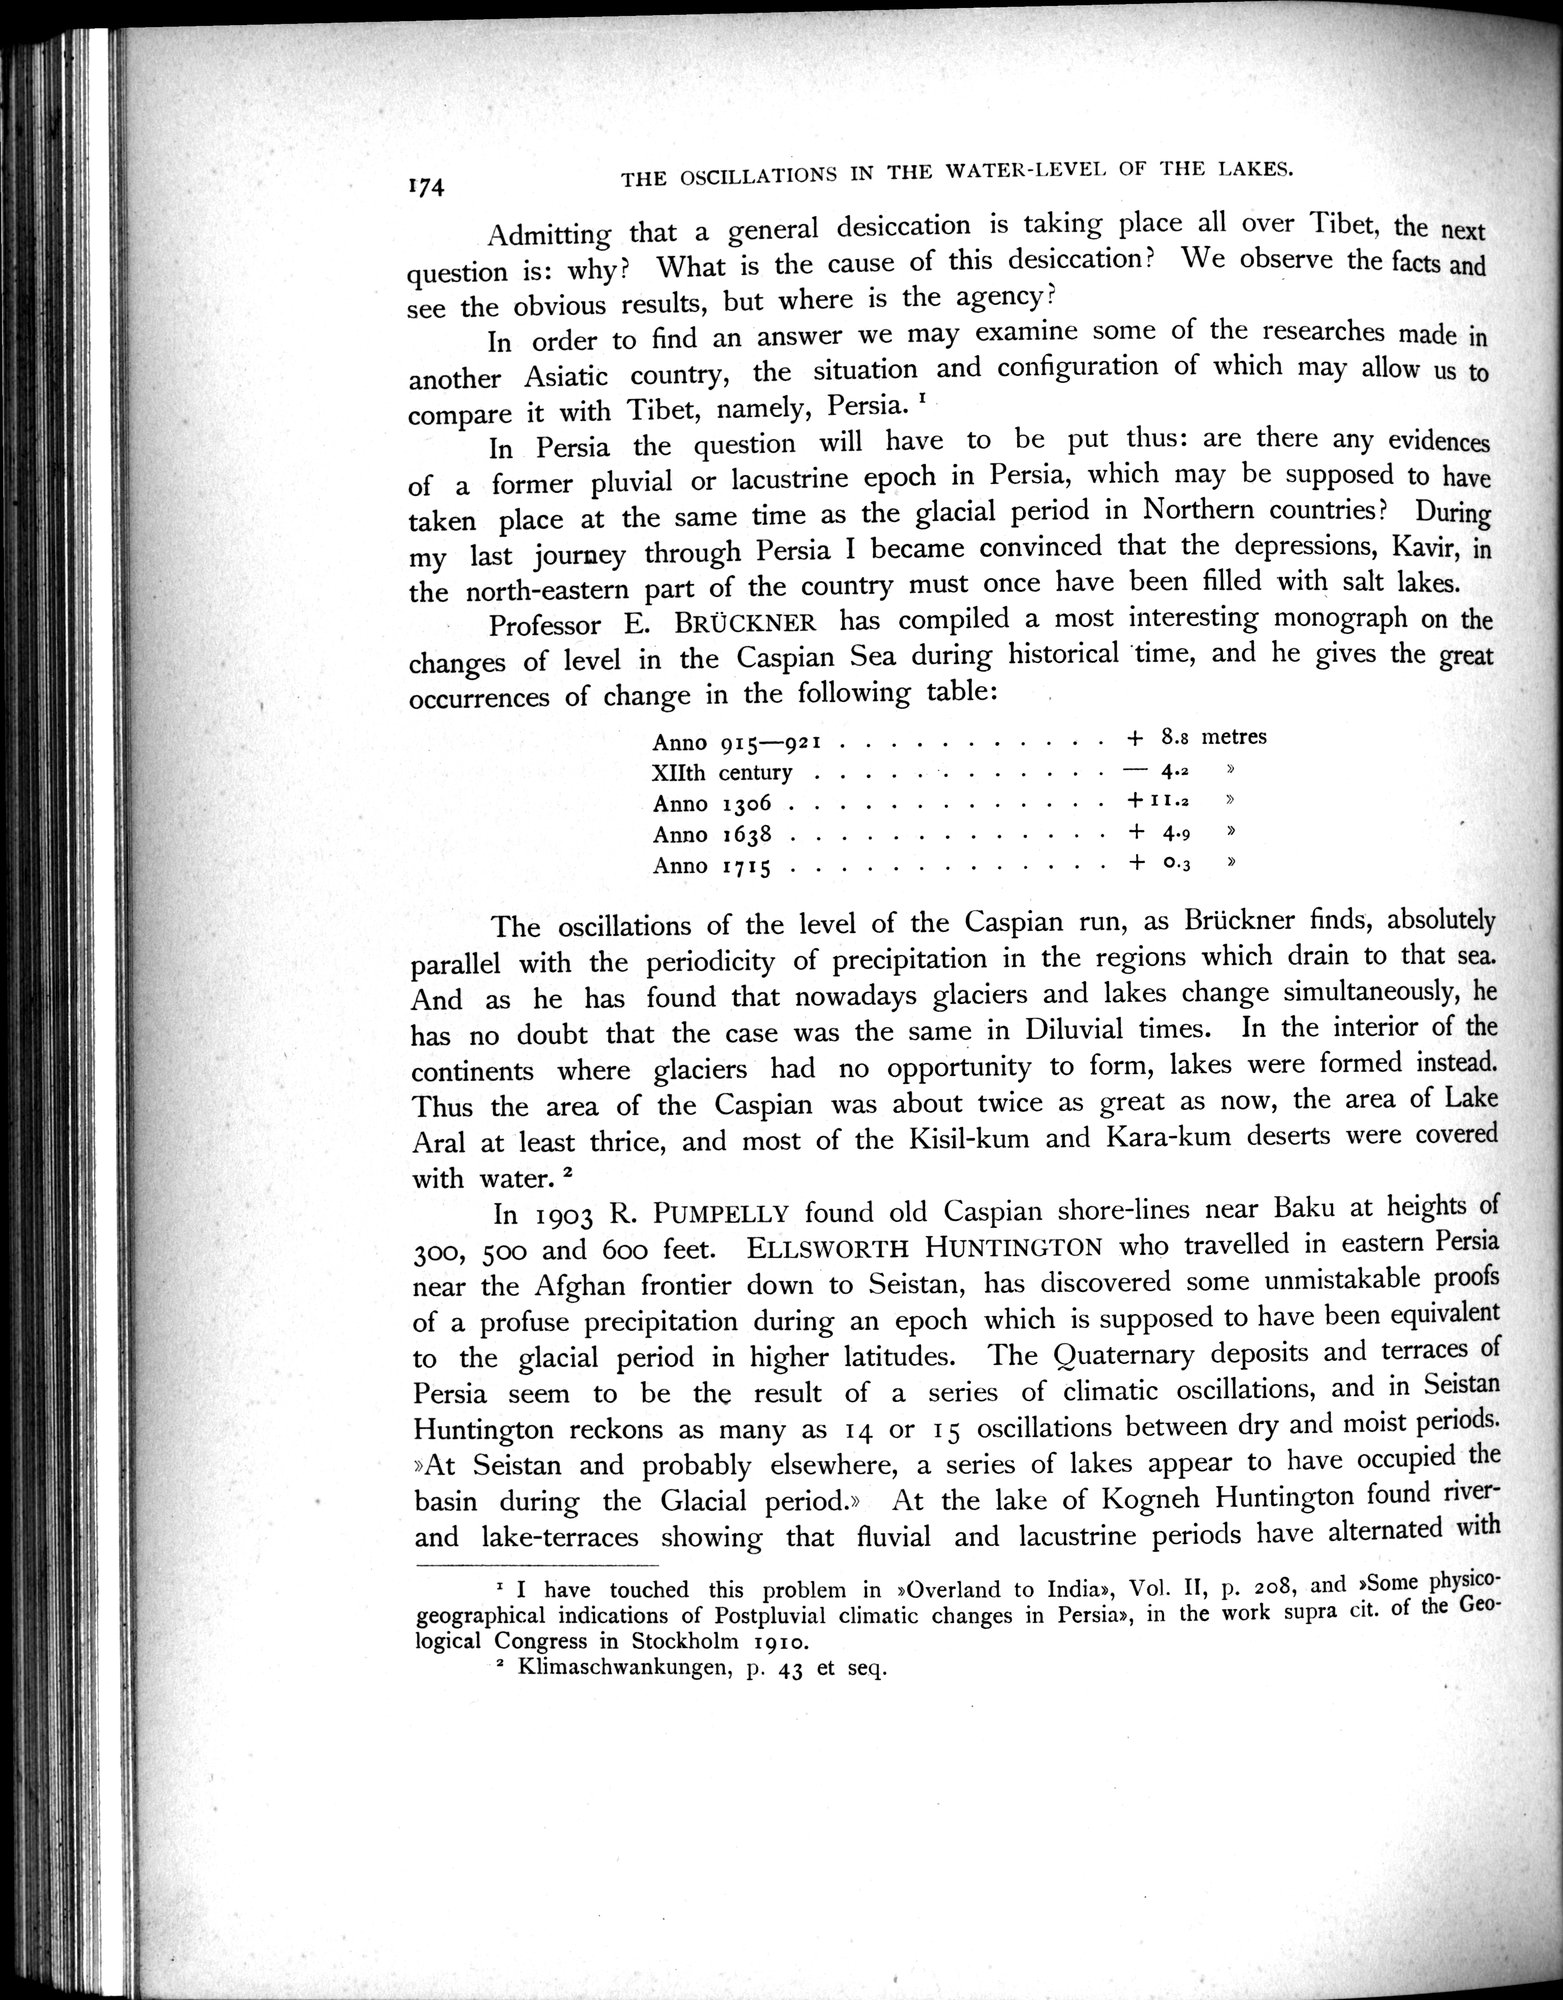 174 THE OSCILLATIONS IN THE WATER-LEVEL OF THE LAKES.
Admitting that a general desiccation is taking place all over Tibet, the next
question is: why? What is the cause of this desiccation? We observe the facts and
see the obvious results, but where is the agency?
In order to find an answer we may examine some of the researches made in
another Asiatic country, the situation and configuration of which may allow us to
compare it with Tibet, namely, Persia. ¹
In Persia the question will have to be put thus: are there any evidences
of a former pluvial or lacustrine epoch in Persia, which may be supposed to have
taken place at the same time as the glacial period in Northern countries? During
my last journey through Persia I became convinced that the depressions, Kavir, in
the north-eastern part of the country must once have been filled with salt lakes.
Professor E. BRÜCKNER has compiled a most interesting monograph on the
changes of level in the Caspian Sea during historical time, and he gives the great
occurrences of change in the following table:
Anno 915—921 . . . . . . . . . . . + 8.8 metres
XIIth century . . . . . . . . . . . . — 4.2 »
Anno 1306 . . . . . . . . . . . . . + 11.2 »
Anno 1638 . . . . . . . . . . . . . + 4.9 »
Anno 1715 . . . . . . . . . . . . . + 0.3 »
The oscillations of the level of the Caspian run, as Brückner finds, absolutely
parallel with the periodicity of precipitation in the regions which drain to that sea.
And as he has found that nowadays glaciers and lakes change simultaneously, he
has no doubt that the case was the same in Diluvial times. In the interior of the
continents where glaciers had no opportunity to form, lakes were formed instead.
Thus the area of the Caspian was about twice as great as now, the area of Lake
Aral at least thrice, and most of the Kisil-kum and Kara-kum deserts were covered
with water. ²
In 1903 R. PUMPELLY found old Caspian shore-lines near Baku at heights of
300, 500 and 600 feet. ELLSWORTH HUNTINGTON who travelled in eastern Persia
near the Afghan frontier down to Seistan, has discovered some unmistakable proofs
of a profuse precipitation during an epoch which is supposed to have been equivalent
to the glacial period in higher latitudes. The Quaternary deposits and terraces of
Persia seem to be the result of a series of climatic oscillations, and in Seistan
Huntington reckons as many as 14 or 15 oscillations between dry and moist periods.
»At Seistan and probably elsewhere, a series of lakes appear to have occupied the
basin during the Glacial period.» At the lake of Kogneh Huntington found river-
and lake-terraces showing that fluvial and lacustrine periods have alternated with
¹ I have touched this problem in »Overland to India», Vol. II, p. 208, and »Some physico-
geographical indications of Postpluvial climatic changes in Persia», in the work supra cit. of the Geo-
logical Congress in Stockholm 1910.
² Klimaschwankungen, p. 43 et seq.